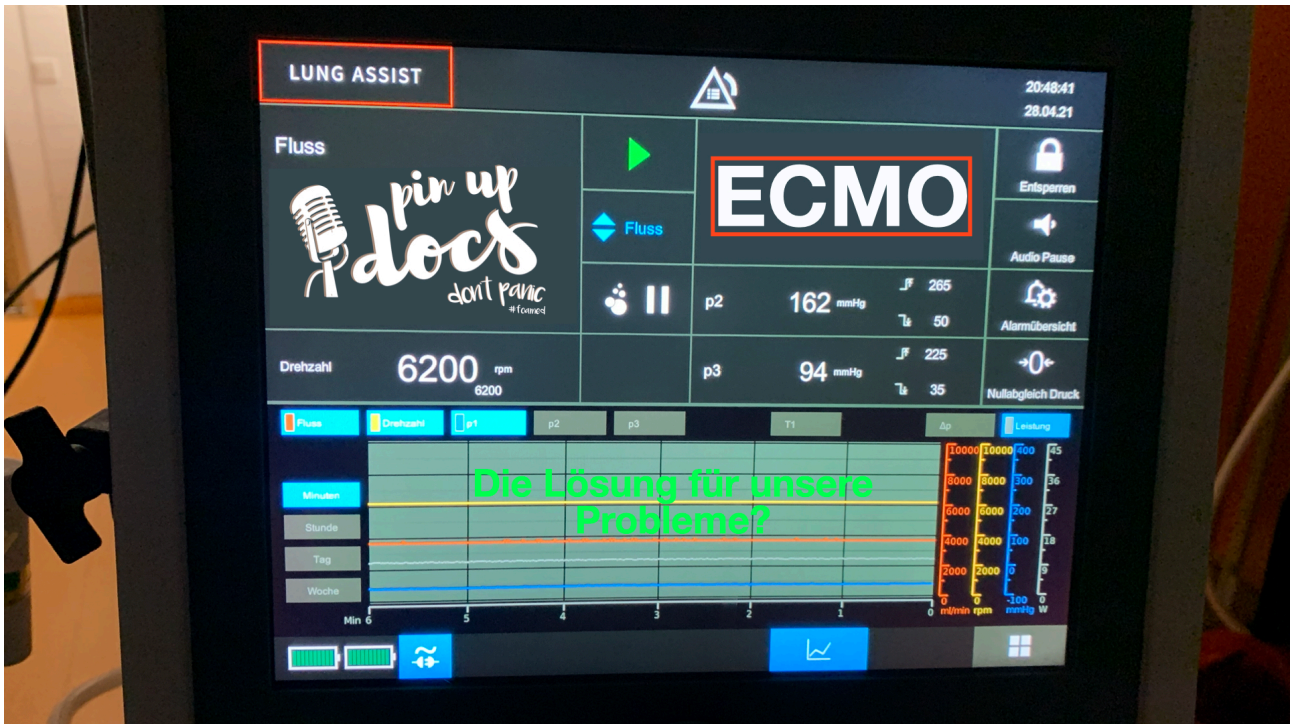 LUNG ASSIST
20:48:41
28.04.21
Fluss
pin up
docs
don't panic
#foamed
Fluss
ECMO
Entsperren
Audio Pause
p2 162 mmHg 265
50
Alarmübersicht
Drehzahl 6200 rpm
6200
p3 94 mmHg 225
35
→0←
Nullabgleich Druck
Fluss Drehzahl p1 p2 p3 T1 Δp Leistung
10000 10000 400 45
8000 8000 300 36
6000 6000 200 27
4000 4000 100 18
2000 2000 0 9
0 0 -100 0
ml/min rpm mmHg W
Die Lösung für unsere
Probleme?
Minuten
Stunde
Tag
Woche
Min 6 5 4 3 2 1 0